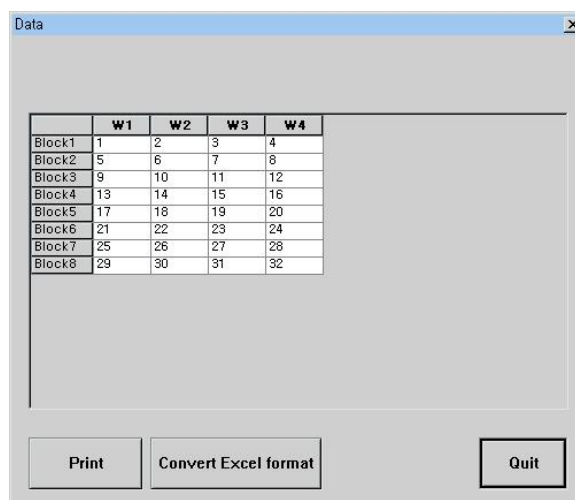 Data
W1 W2 W3 W4
Block1 1 2 3 4
Block2 5 6 7 8
Block3 9 10 11 12
Block4 13 14 15 16
Block5 17 18 19 20
Block6 21 22 23 24
Block7 25 26 27 28
Block8 29 30 31 32
Print Convert Excel format Quit